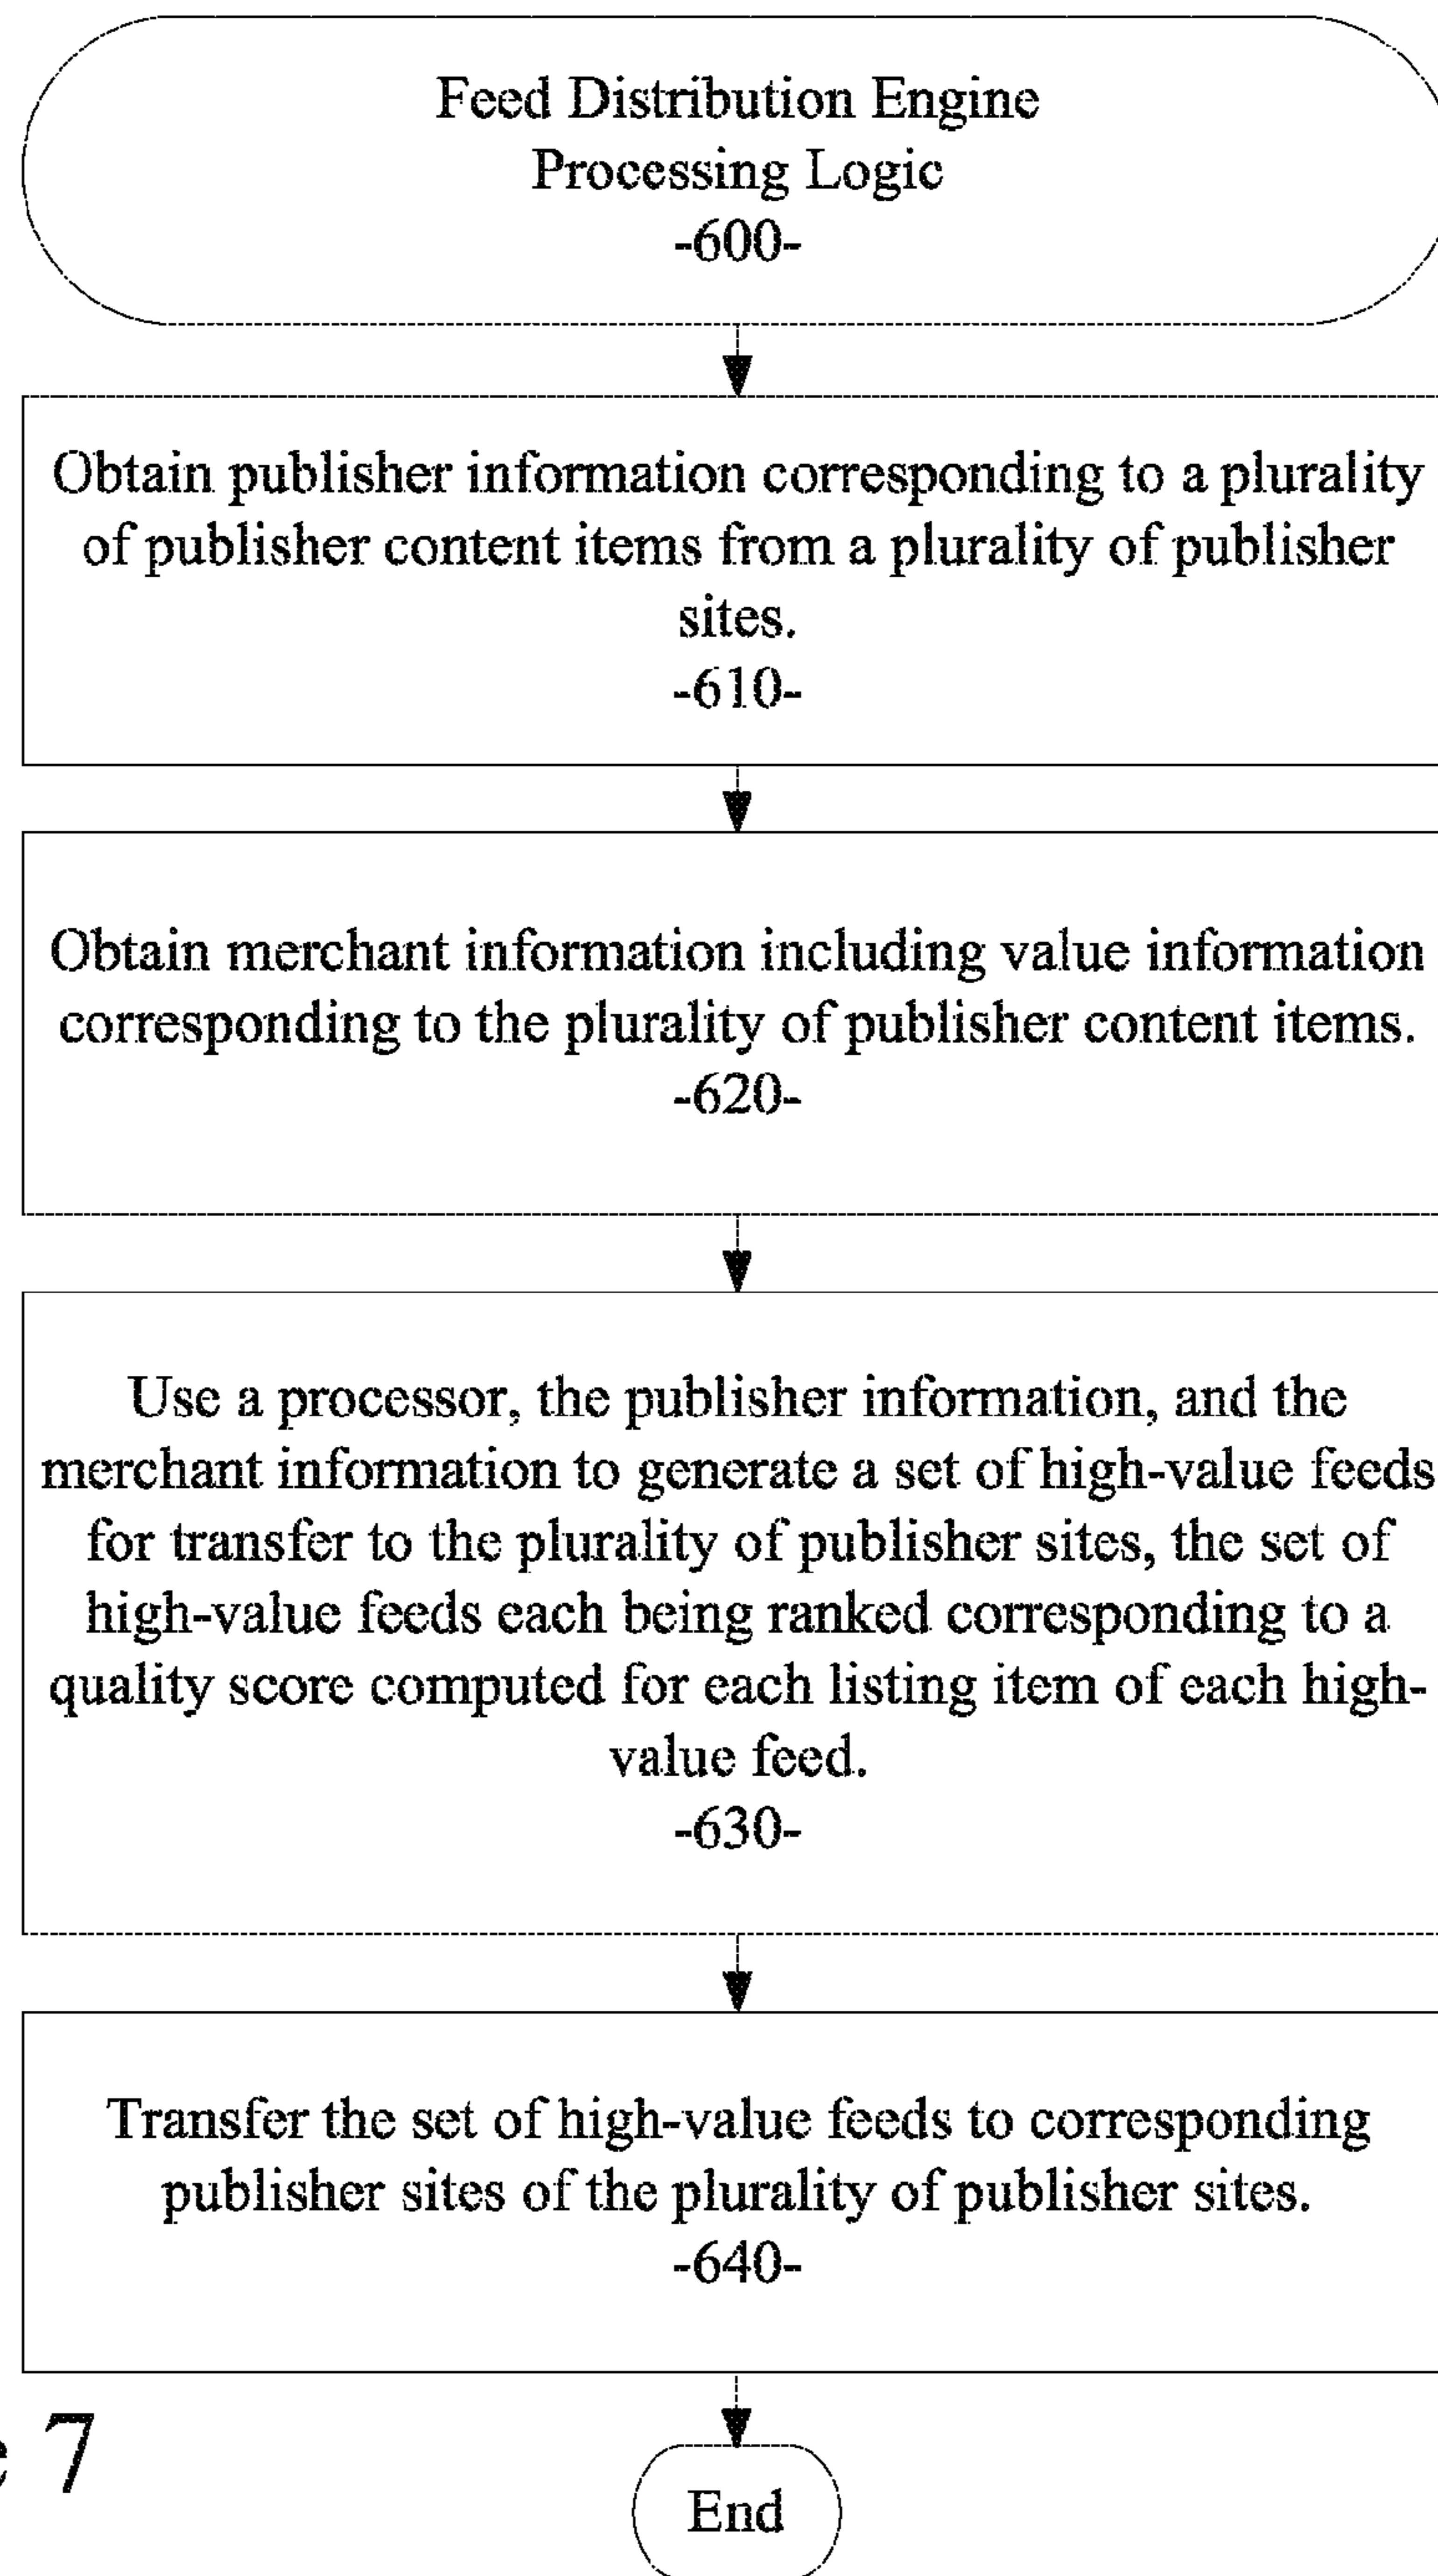 Feed Distribution Engine
Processing Logic
-600-
Obtain publisher information corresponding to a plurality
of publisher content items from a plurality of publisher
sites.
-610-
Obtain merchant information including value information
corresponding to the plurality of publisher content items.
-620-
Use a processor, the publisher information, and the
merchant information to generate a set of high-value feeds
for transfer to the plurality of publisher sites, the set of
high-value feeds each being ranked corresponding to a
quality score computed for each listing item of each high-
value feed.
-630-
Transfer the set of high-value feeds to corresponding
publisher sites of the plurality of publisher sites.
-640-
7
End